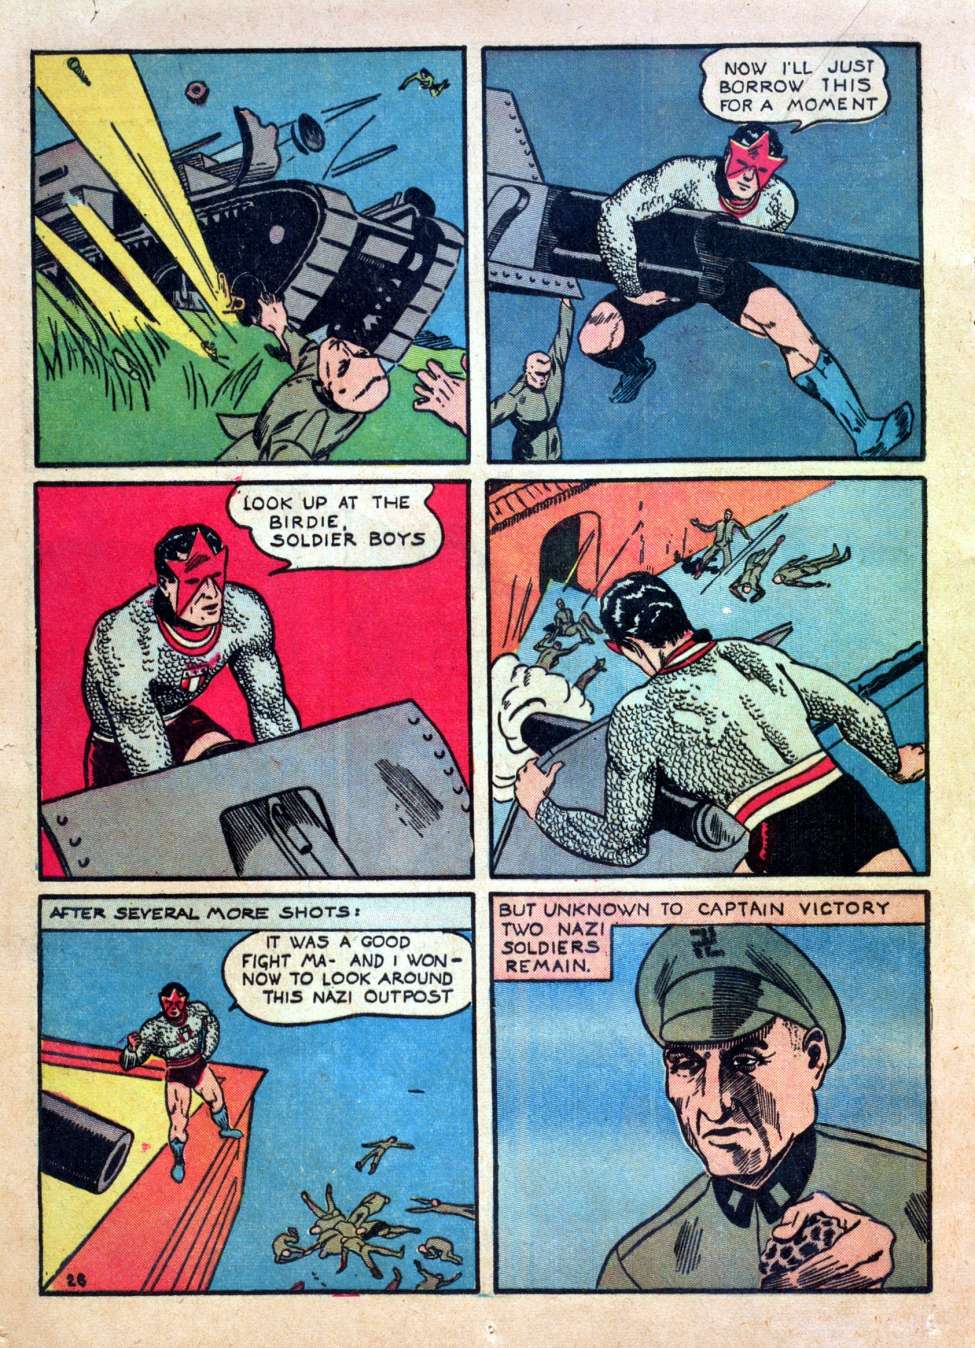 NOW I'LL JUST
BORROW THIS
FOR A MOMENT
LOOK UP AT THE
BIRDIE,
SOLDIER BOYS
AFTER SEVERAL MORE SHOTS:
IT WAS A GOOD
FIGHT MA- AND I WON-
NOW TO LOOK AROUND
THIS NAZI OUTPOST
26
BUT UNKNOWN TO CAPTAIN VICTORY
TWO NAZI
SOLDIERS
REMAIN.